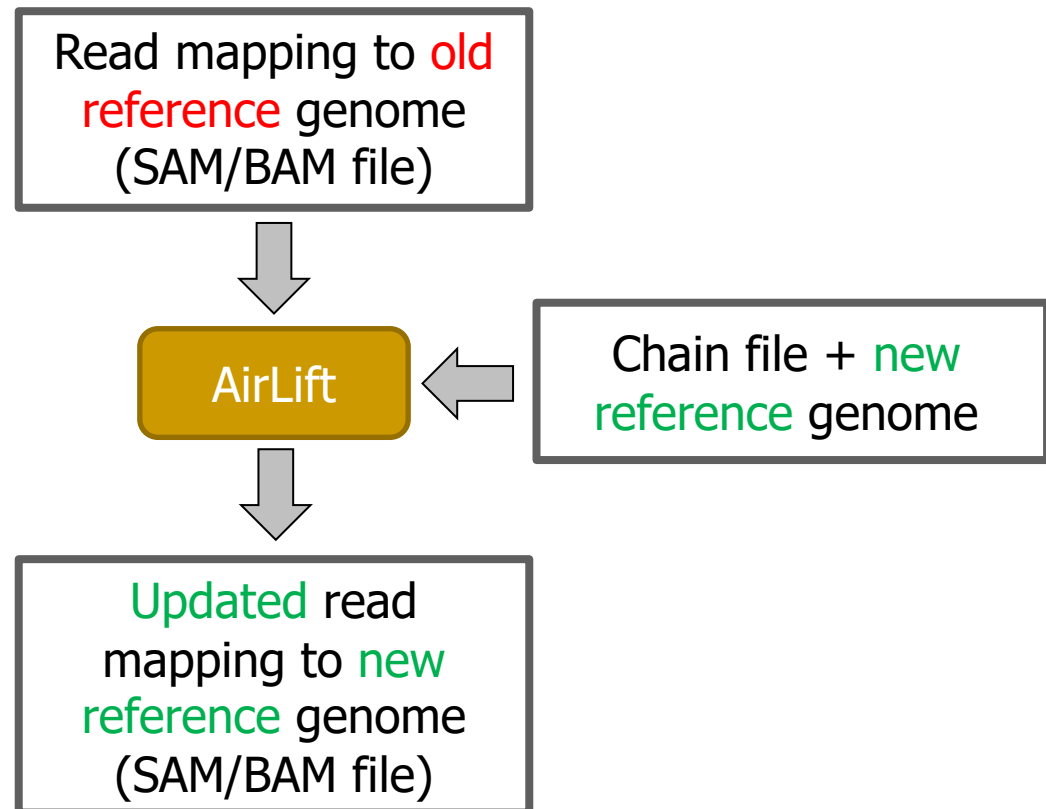 Read mapping to old
reference genome
(SAM/BAM file)
AirLift
Chain file + new
reference genome
Updated read
mapping to new
reference genome
(SAM/BAM file)